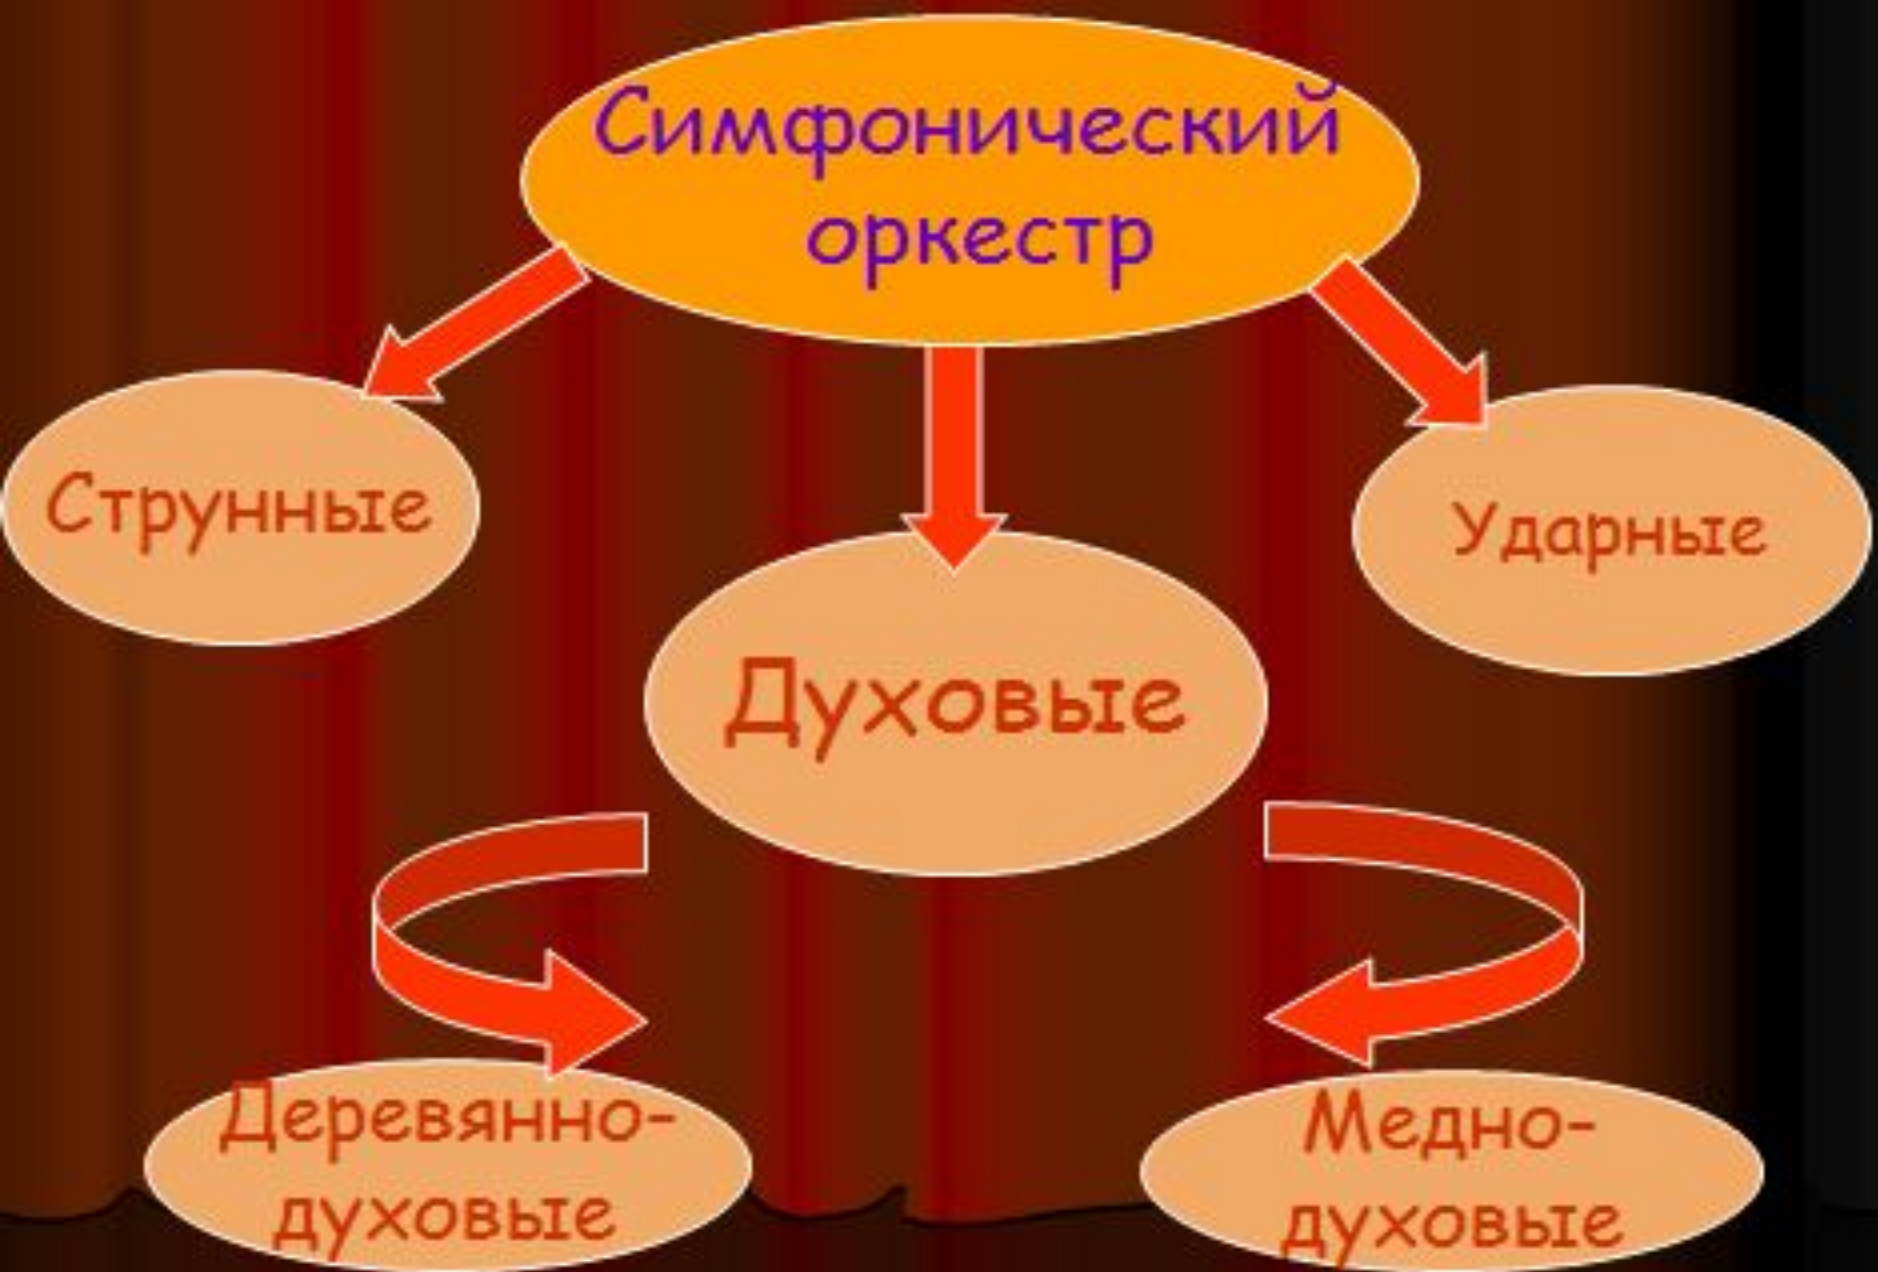 Симфонический
оркестр
Струнные
Ударные
Духовые
Деревянно-
духовые
Медно-
духовые